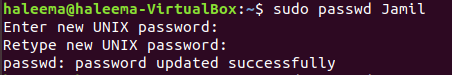 haleema@haleema-VirtualBox:~$ sudo passwd Jamil
Enter new UNIX password:
Retype new UNIX password:
passwd: password updated successfully